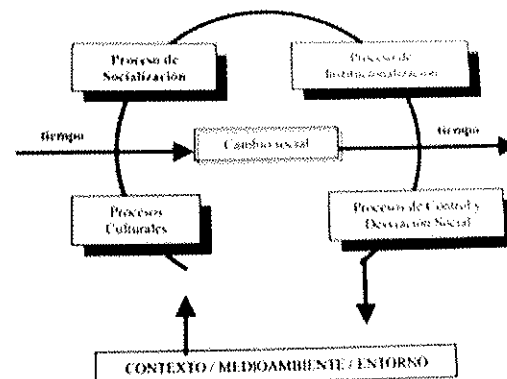 Proceso de
Socialización
Proceso de
Institucionalización
tiempo
Cambio social
tiempo
Procesos
Culturales
Procesos de Control y
Desviación Social
CONTEXTO / MEDIOAMBIENTE / ENTORNO